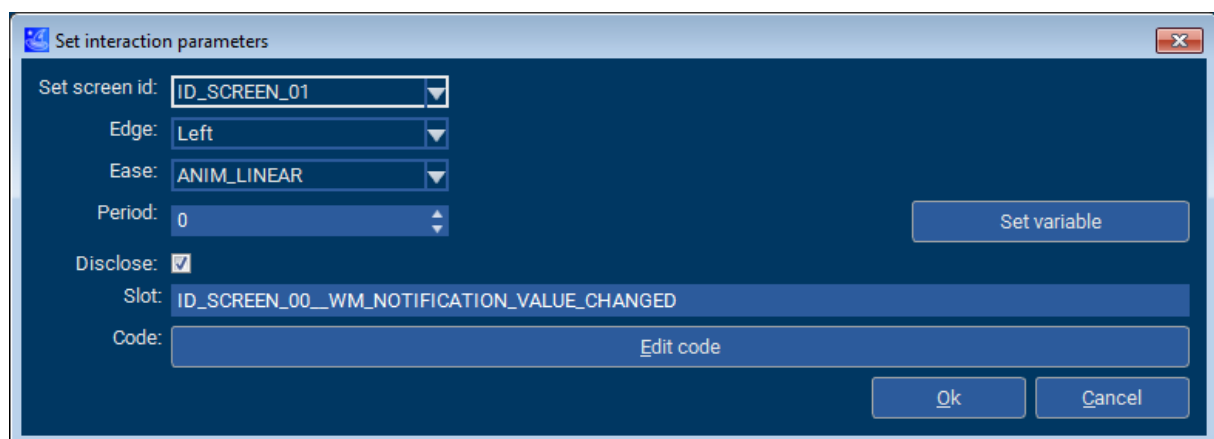 Set interaction parameters
Set screen id: ID_SCREEN_01
Edge: Left
Ease: ANIM_LINEAR
Period: 0
Set variable
Disclose:
Slot: ID_SCREEN_00__WM_NOTIFICATION_VALUE_CHANGED
Code: Edit code
Ok Cancel